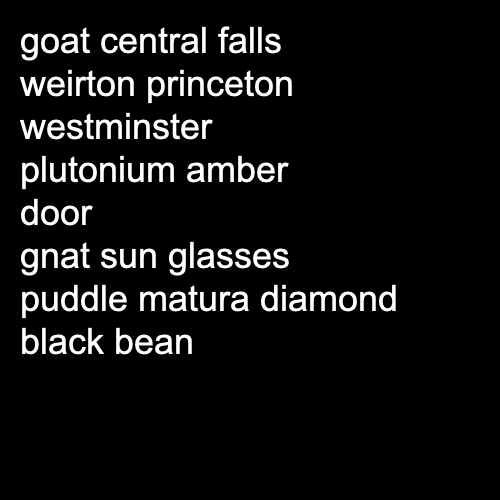 goat central falls
weirton princeton
westminster
plutonium amber
door
gnat sun glasses
puddle matura diamond
black bean